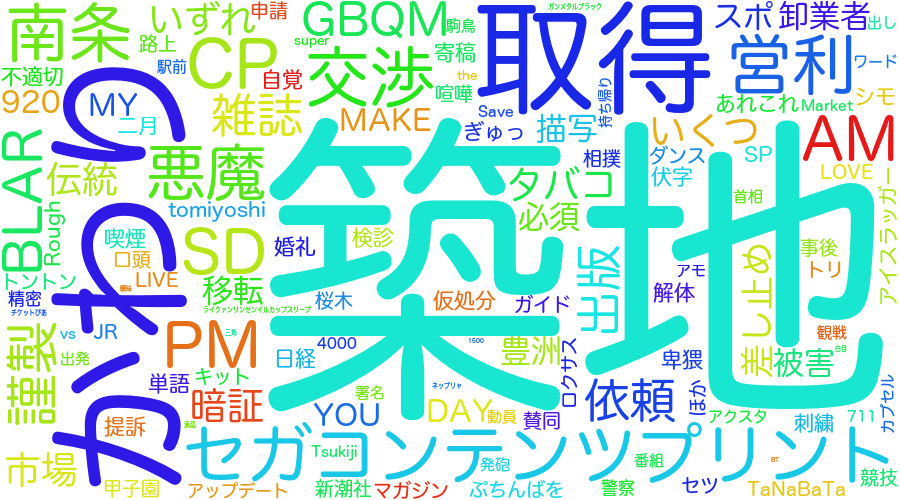 南条
いずれ
申請
GBQM
駒鳥
ガンメタルブラック
取得
スポ
卸業者
出し
路上
CP
super
交渉
寄稿
営利
ワード
不適切
駅前
自覚
喧嘩
the
持ち帰り
あれこれ
Market
シモ
920
MY
雑誌
MAKE
Save
ぎゅっ
描写
いくつ
AM
二月
かわり
BLAR
伝統
悪魔
築地
相撲
ダンス
SP
タバコ
伏字
LOVE
tomiyoshi
必須
首相
Rough
喫煙
SD
婚礼
検診
出版
差し止め
事後
アイスラッガー
口頭
トントン
LIVE
移転
桜木
仮処分
ガイド
アモ
解体
トリ
精密
曖昧
チケットぴあ
ライクァンリンセンイルカップスリーブ
vs
JR
PM
三角
4000
1500
ロクサス
卑猥
観戦
謹製
出発
日経
豊洲
被害
白日
単語
キット
暗証
署名
ネップリャ
依頼
ほか
カプセル
提訴
液晶
YOU
DAY
動員
賛同
アクスタ
刺繍
711
市場
セガコンテンツプリント
Tsukiji
発砲
番組
BT
競技
甲子園
アップデート
新潮社
マガジン
ぷちんばを
警察
セツ
TaNaBaTa